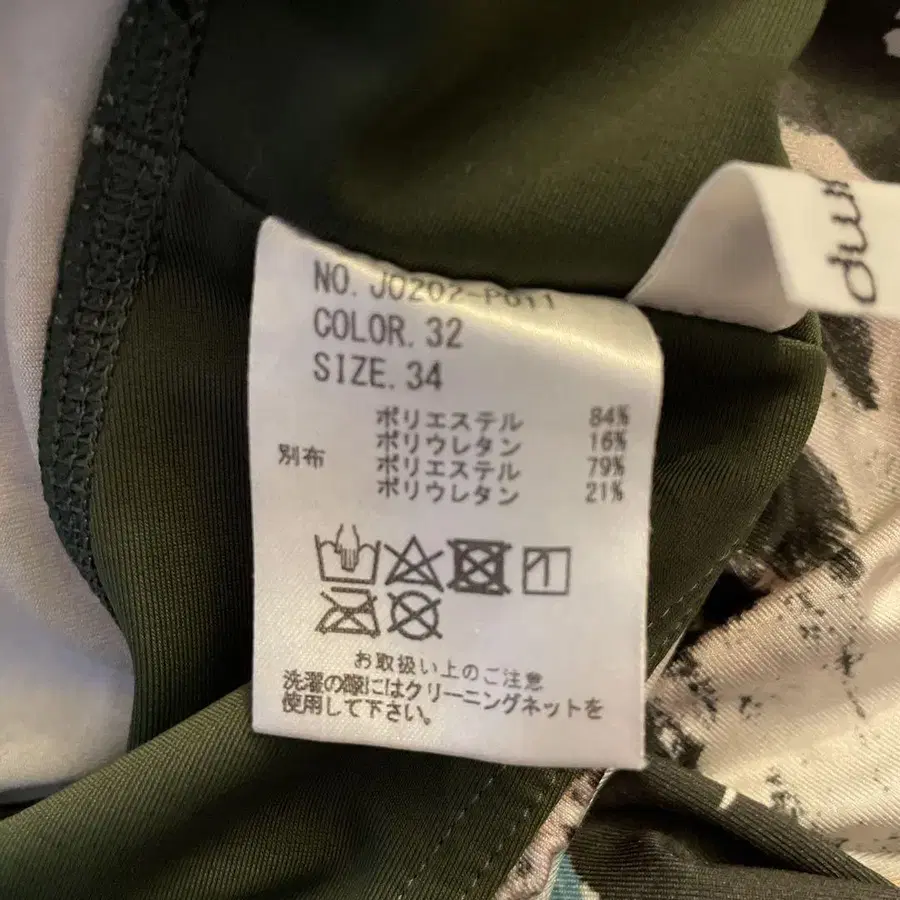 NO. J0202-P011
COLOR. 32
SIZE. 34
ポリエステル 84%
ポリウレタン 16%
別布 ポリエステル 79%
ポリウレタン 21%
お取扱い上のご注意
洗濯の際にはクリーニングネットを
使用して下さい。